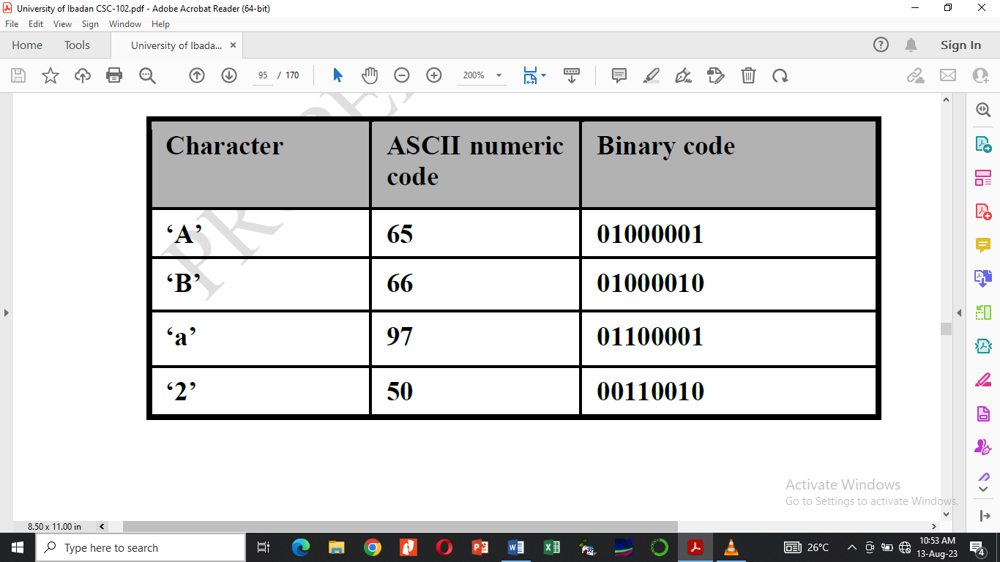 University of Ibadan CSC-102.pdf - Adobe Acrobat Reader (64-bit)
File Edit View Sign Window Help
Home Tools University of Ibada... × Sign In
95 / 170 200%
Character ASCII numeric code Binary code
‘A’ 65 01000001
‘B’ 66 01000010
‘a’ 97 01100001
‘2’ 50 00110010
Activate Windows
Go to Settings to activate Windows.
8.50 x 11.00 in
Type here to search 26°C 10:53 AM
13-Aug-23 4